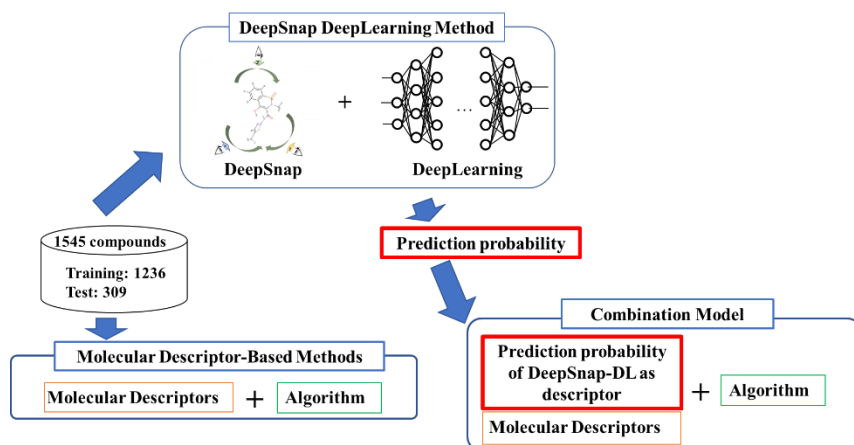 DeepSnap DeepLearning Method
+
...
DeepSnap
DeepLearning
1545 compounds
Training: 1236
Test: 309
Prediction probability
Molecular Descriptor-Based Methods
Molecular Descriptors + Algorithm
Combination Model
Prediction probability
of DeepSnap-DL as
descriptor
+ Algorithm
Molecular Descriptors